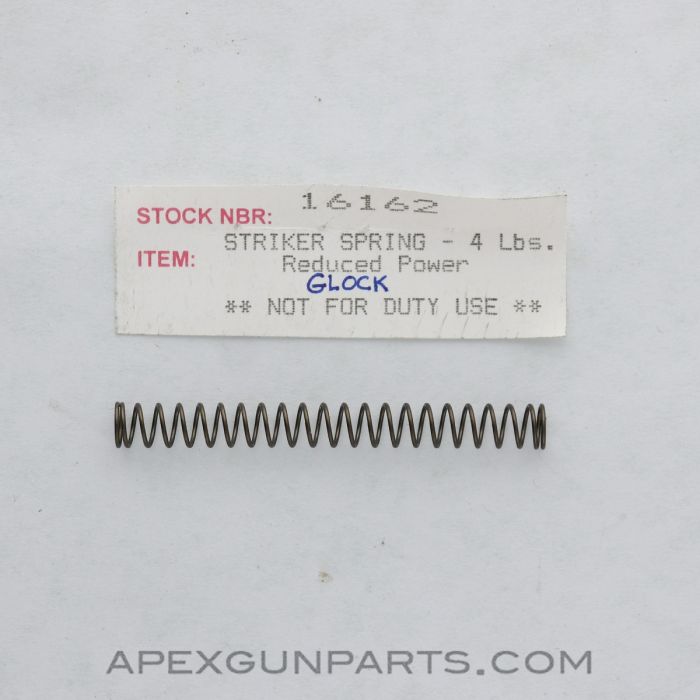 STOCK NBR: 16162
ITEM: STRIKER SPRING - 4 Lbs.
Reduced Power
GLOCK
** NOT FOR DUTY USE **
APEXGUNPARTS.COM